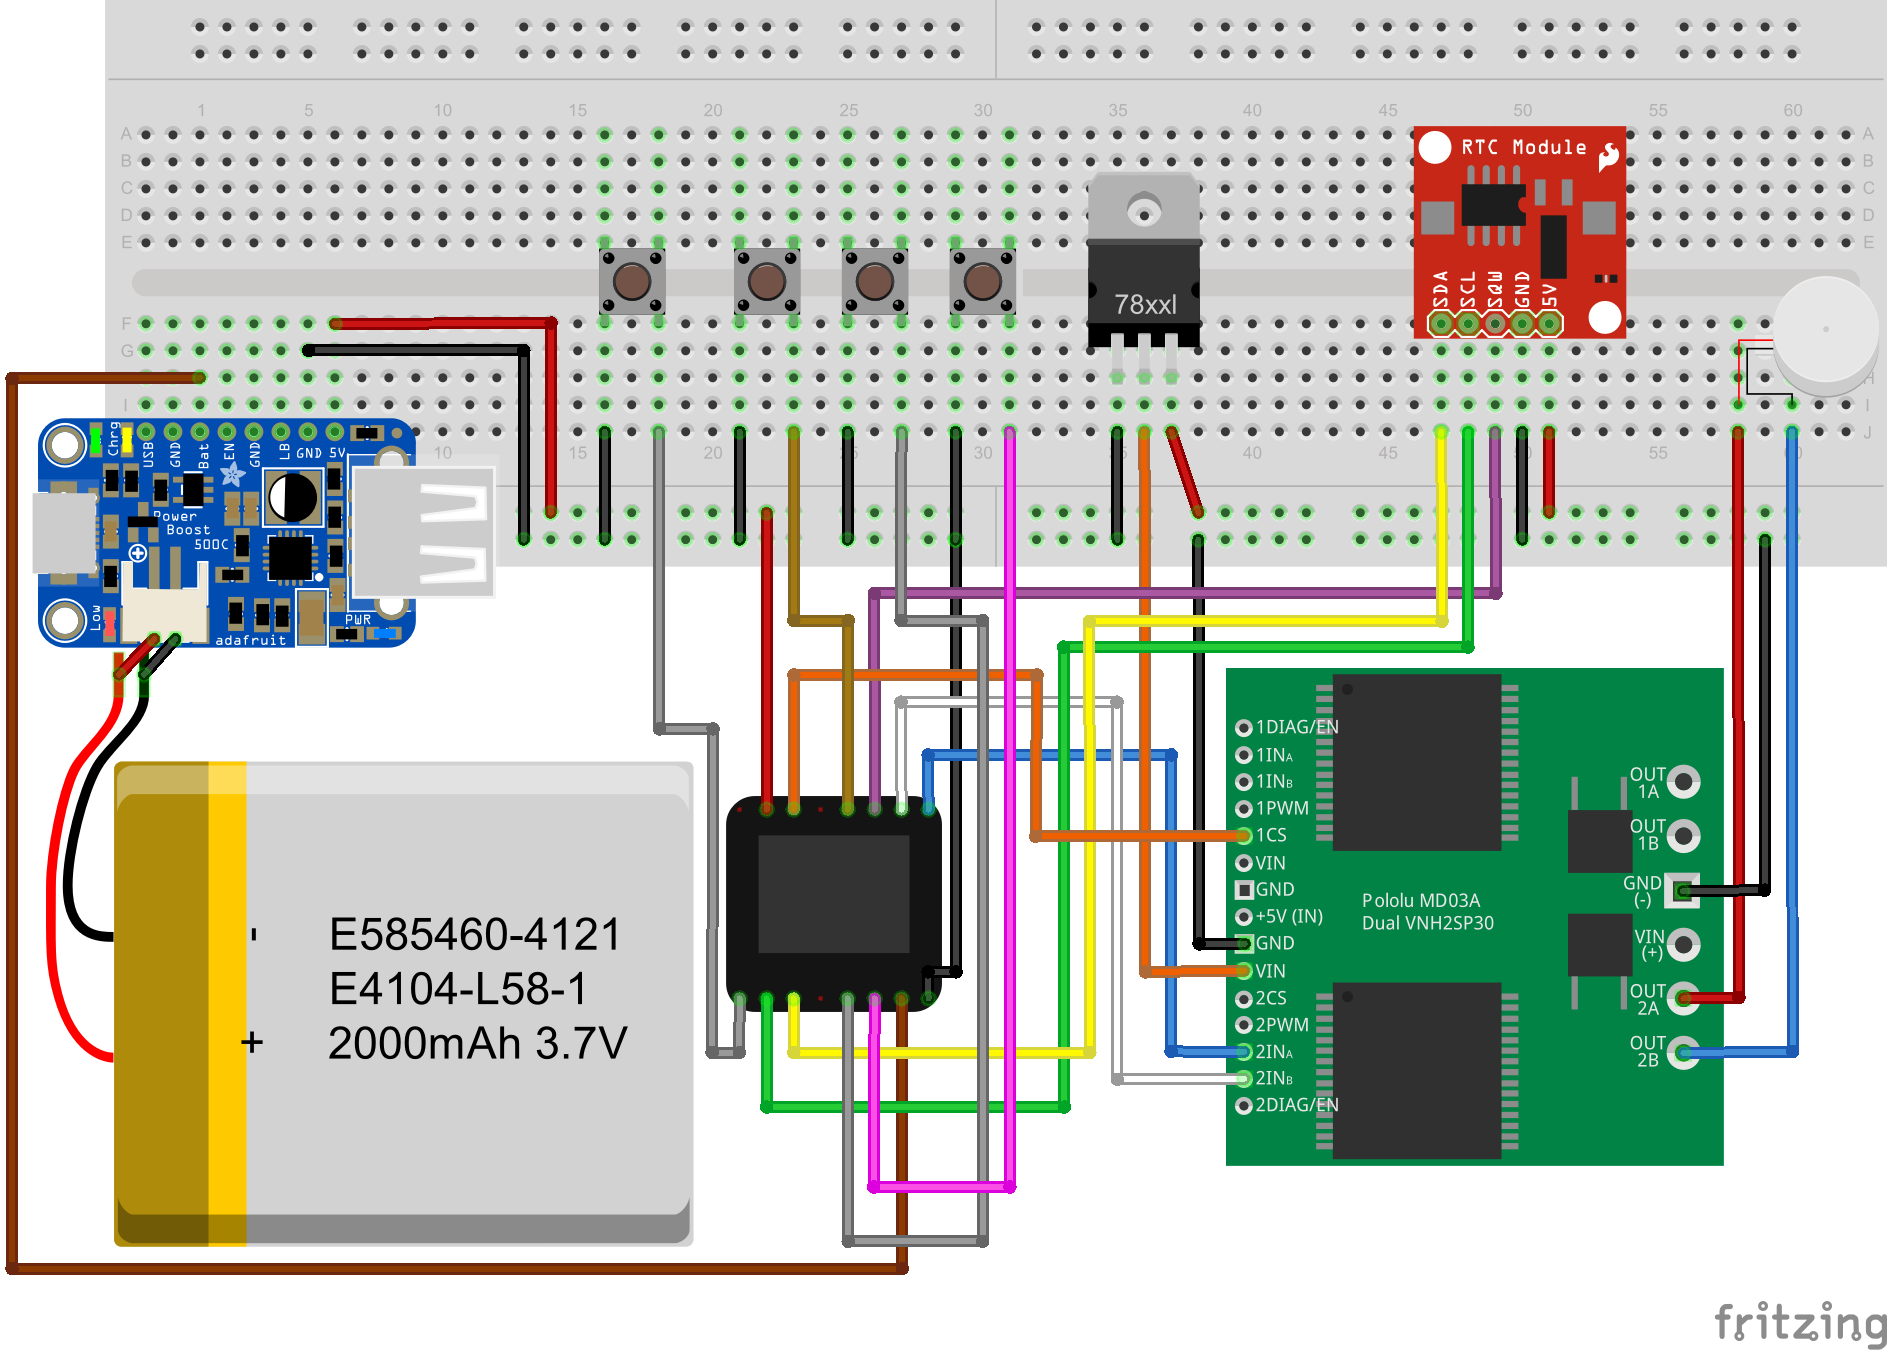 1 5 10 15 20 25 30 35 40 45 50 55 60
A A
B B
C C
D D
E E
F
G
H
I I
J J
10 15 20 25 30 35 40 45 50 55 60
RTC Module
SDA
SCL
SQW
GND
5V
78xxl
Chrg
USB
GND
Bat
EN
GND
LB
GND
5V
Power
Boost
500C
Low
PWR
adafruit
- E585460-4121
E4104-L58-1
+ 2000mAh 3.7V
1DIAG/EN
1INA
1INB
1PWM
1CS
VIN
GND
+5V (IN)
GND
VIN
2CS
2PWM
2INA
2INB
2DIAG/EN
Pololu MD03A
Dual VNH2SP30
OUT
1A
OUT
1B
GND
(-)
VIN
(+)
OUT
2A
OUT
2B
fritzing